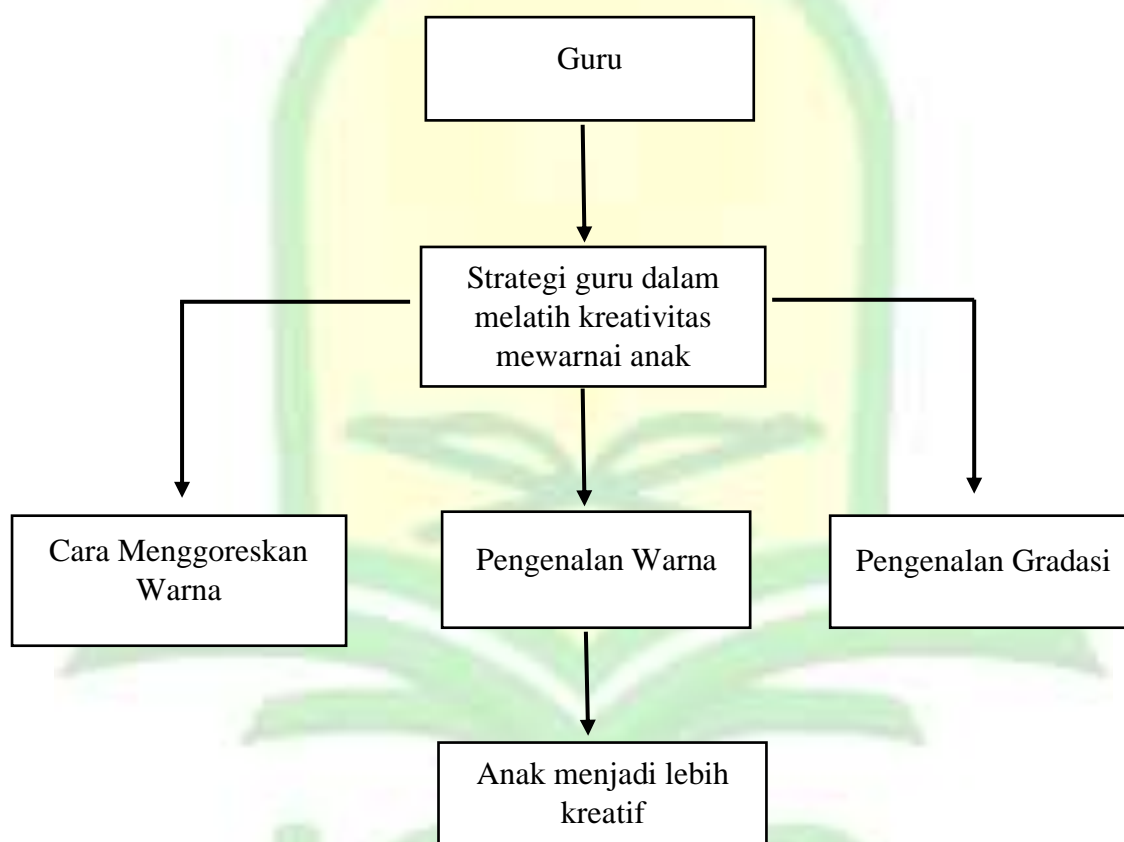 Guru
Strategi guru dalam
melatih kreativitas
mewarnai anak
Cara Menggoreskan
Warna
Pengenalan Warna
Pengenalan Gradasi
Anak menjadi lebih
kreatif